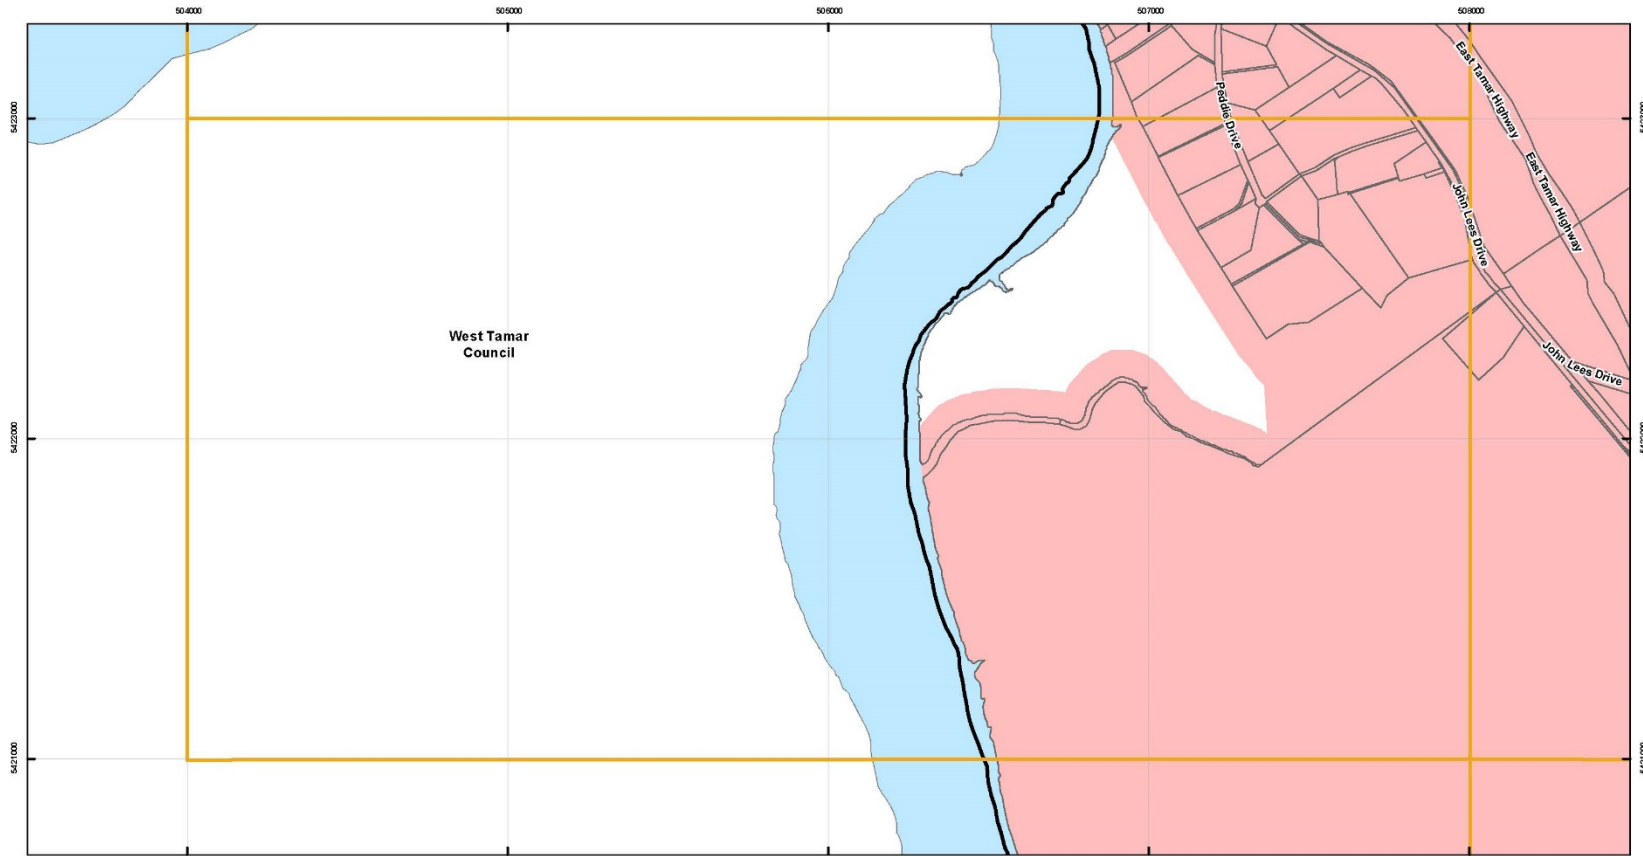 504000
505000
506000
507000
508000
5423000
East Tamar Highway
Peddie Drive
East Tamar Highway
John Lees Drive
West Tamar
Council
John Lees Drive
5422000
5421000